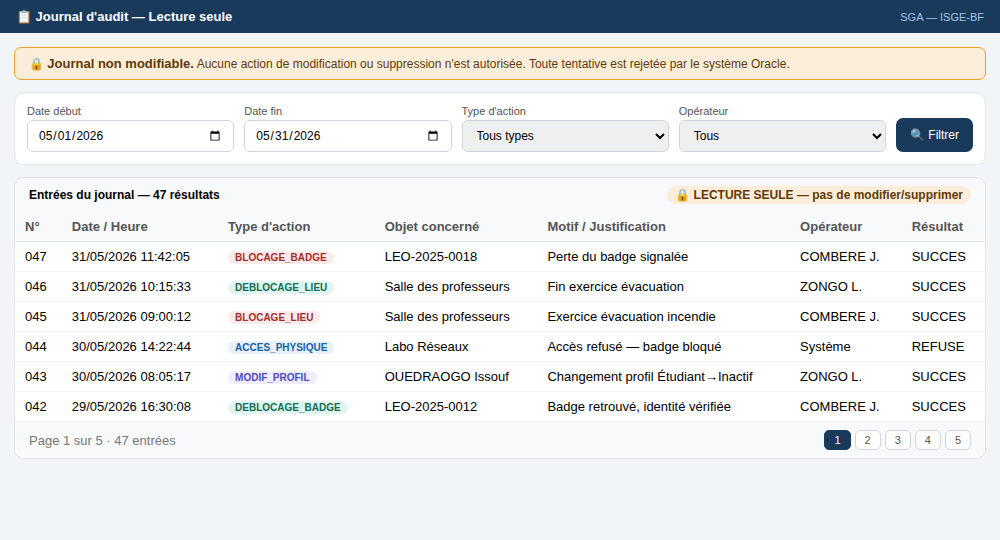 📋 Journal d'audit — Lecture seule
SGA — ISGE-BF
🔒 Journal non modifiable. Aucune action de modification ou suppression n'est autorisée. Toute tentative est rejetée par le système Oracle.
Date début Date fin Type d'action Opérateur
05/01/2026 05/31/2026 Tous types Tous 🔍 Filtrer
Entrées du journal — 47 résultats 🔒 LECTURE SEULE — pas de modifier/supprimer
N° Date / Heure Type d'action Objet concerné Motif / Justification Opérateur Résultat
047 31/05/2026 11:42:05 BLOCAGE_BADGE LEO-2025-0018 Perte du badge signalée COMBERE J. SUCCES
046 31/05/2026 10:15:33 DEBLOCAGE_LIEU Salle des professeurs Fin exercice évacuation ZONGO L. SUCCES
045 31/05/2026 09:00:12 BLOCAGE_LIEU Salle des professeurs Exercice évacuation incendie COMBERE J. SUCCES
044 30/05/2026 14:22:44 ACCES_PHYSIQUE Labo Réseaux Accès refusé — badge bloqué Système REFUSE
043 30/05/2026 08:05:17 MODIF_PROFIL OUEDRAOGO Issouf Changement profil Étudiant→Inactif ZONGO L. SUCCES
042 29/05/2026 16:30:08 DEBLOCAGE_BADGE LEO-2025-0012 Badge retrouvé, identité vérifiée COMBERE J. SUCCES
Page 1 sur 5 · 47 entrées 1 2 3 4 5